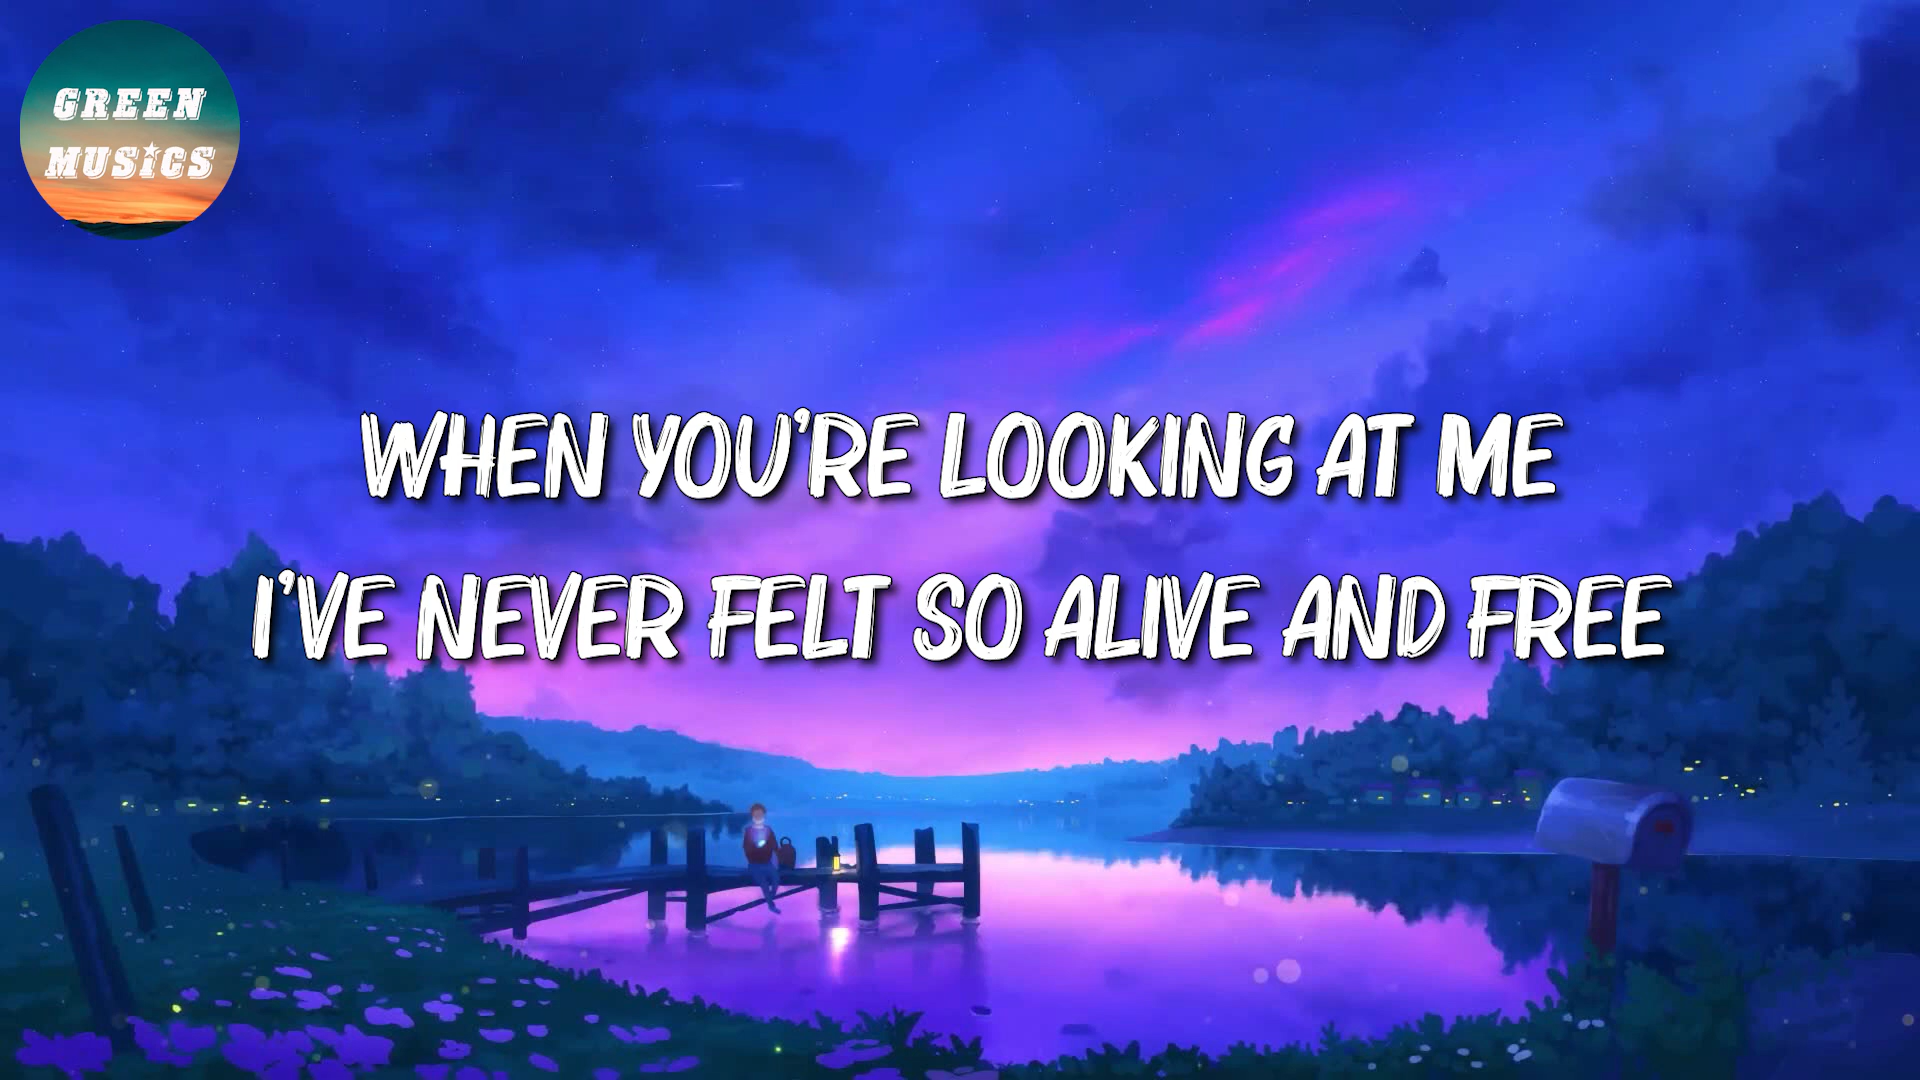 GREEN
MUSICS
WHEN YOU'RE LOOKING AT ME
I'VE NEVER FELT SO ALIVE AND FREE